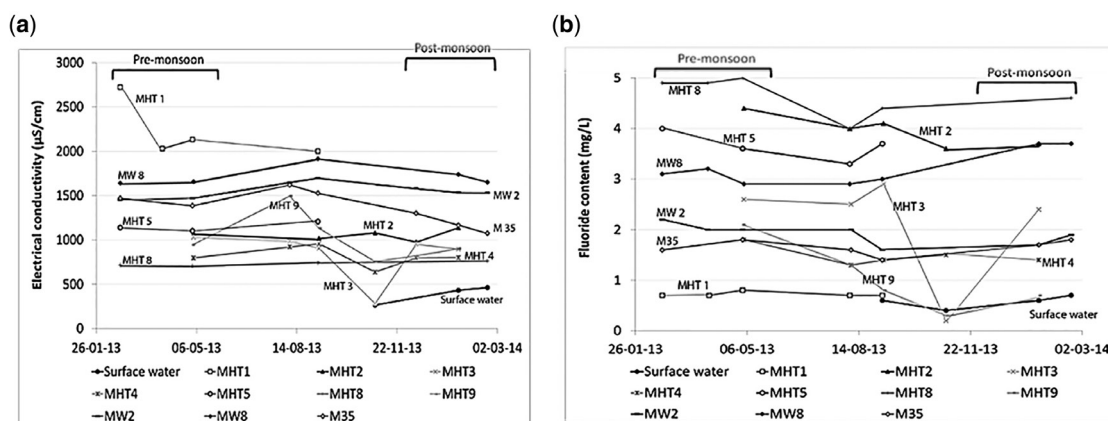 (a)
Pre-monsoon
Post-monsoon
Electrical conductivity (µS/cm)
3000
2500
2000
1500
1000
500
0
MHT 1
MW 8
MW 2
MHT 9
M 35
MHT 5
MHT 2
MHT 4
MHT 8
MHT 3
Surface water
26-01-13 06-05-13 14-08-13 22-11-13 02-03-14
Surface water MHT1 MHT2 MHT3
MHT4 MHT5 MHT8 MHT9
MW2 MW8 M35
(b)
Pre-monsoon
Post-monsoon
Fluoride content (mg/L)
5
4
3
2
1
0
MHT 8
MHT 5
MHT 2
MW8
MHT 3
MW 2
M35
MHT 4
MHT 9
MHT 1
Surface water
26-01-13 06-05-13 14-08-13 22-11-13 02-03-14
Surface water MHT1 MHT2 MHT3
MHT4 MHT5 MHT8 MHT9
MW2 MW8 M35